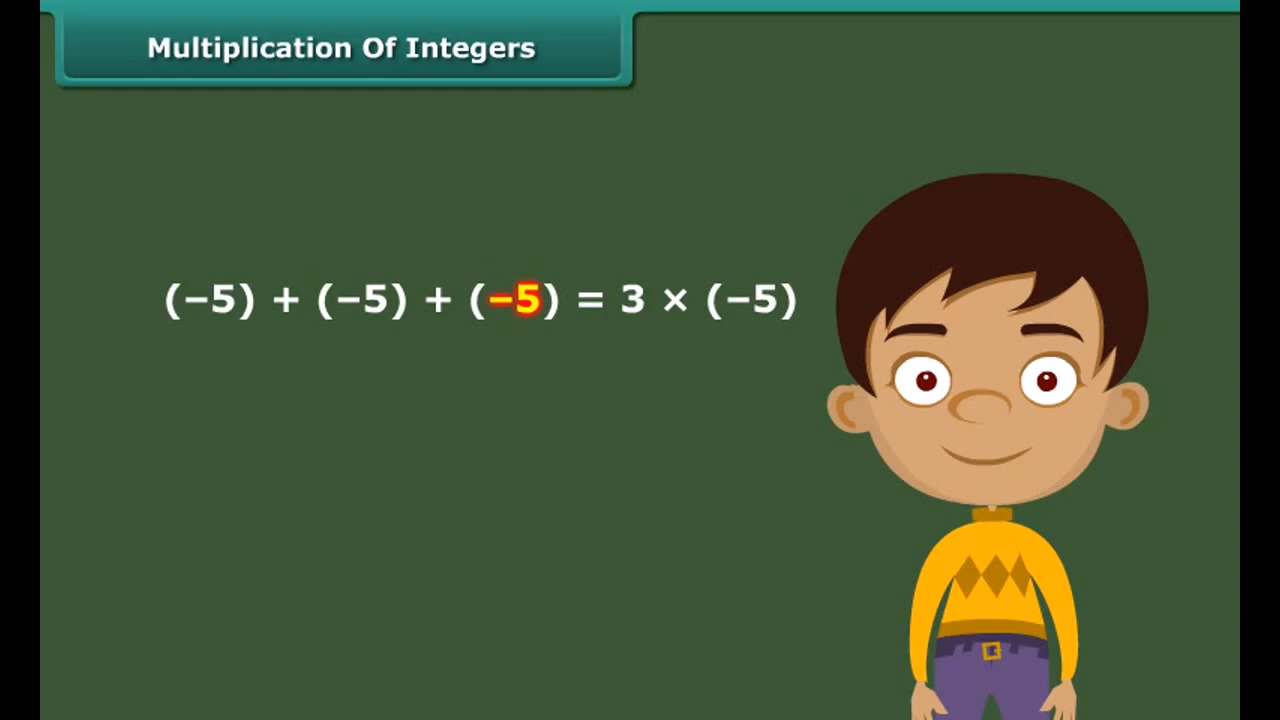 Multiplication Of Integers
(−5) + (−5) + (−5) = 3 × (−5)